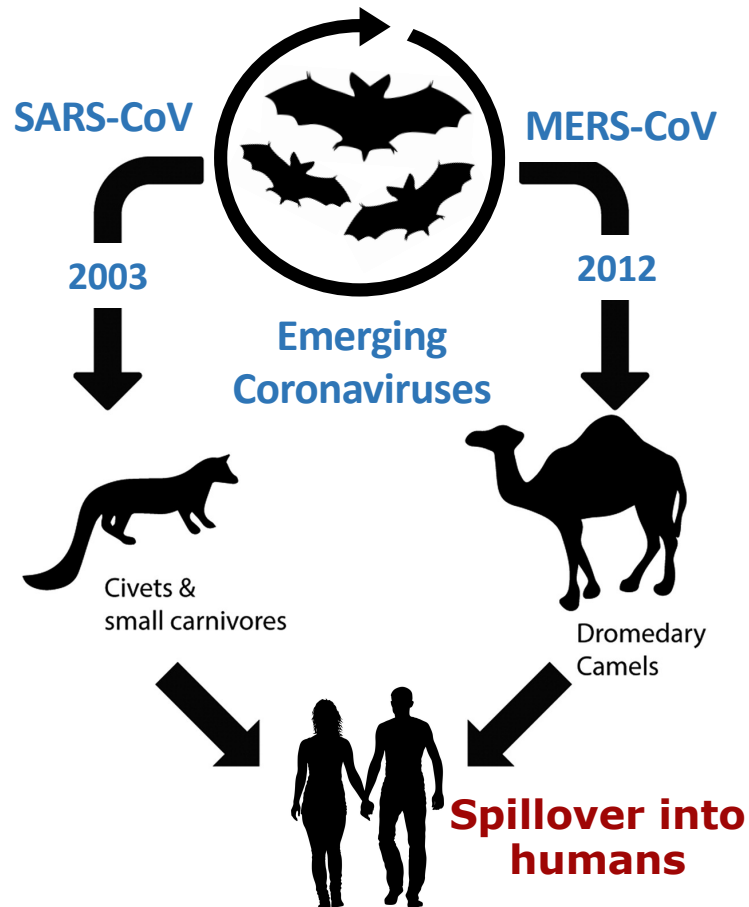 SARS-CoV
MERS-CoV
2003
2012
Emerging
Coronaviruses
Civets &
small carnivores
Dromedary
Camels
Spillover into
humans